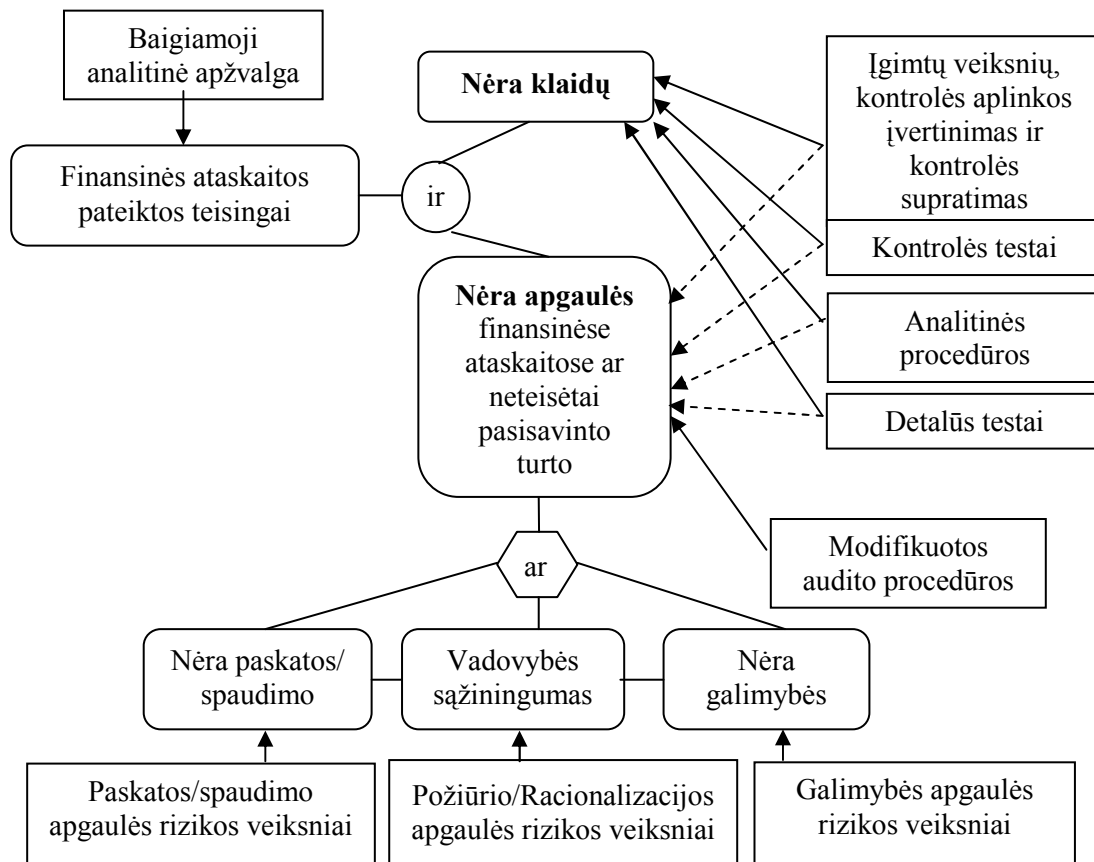 Baigiamoji
analitinė apžvalga
Nėra klaidų
Įgimtų veiksnių,
kontrolės aplinkos
įvertinimas ir
kontrolės
supratimas
Finansinės ataskaitos
pateiktos teisingai
ir
Kontrolės testai
Nėra apgaulės
finansinėse
ataskaitose ar
neteisėtai
pasisavinto
turto
Analitinės
procedūros
Detalūs testai
Modifikuotos
audito procedūros
ar
Nėra paskatos/
spaudimo
Vadovybės
sąžiningumas
Nėra
galimybės
Paskatos/spaudimo
apgaulės rizikos veiksniai
Požiūrio/Racionalizacijos
apgaulės rizikos veiksniai
Galimybės apgaulės
rizikos veiksniai